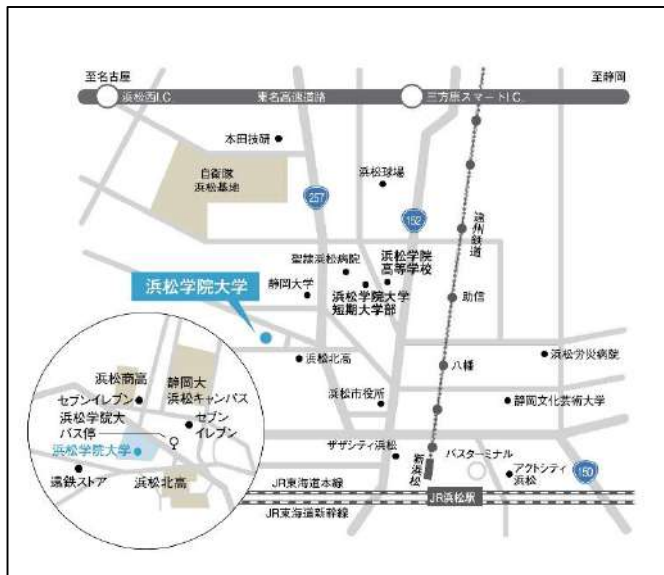 至名古屋
至静岡
浜松西I.C.
東名高速道路
三方原スマートI.C.
本田技研
自衛隊
浜松基地
浜松球場
257
152
遠州鉄道
聖隷浜松病院
浜松学院
高等学校
浜松学院大学
静岡大学
浜松学院大学
短期大学部
助信
浜松北高
八幡
浜松労災病院
浜松市役所
静岡文化芸術大学
ザザシティ浜松
新浜松
バスターミナル
アクトシティ
浜松
150
JR東海道本線
JR浜松駅
JR東海道新幹線
浜松商高
静岡大
浜松キャンパス
セブンイレブン
セブン
イレブン
浜松学院大
バス停
浜松学院大学
遠鉄ストア
浜松北高